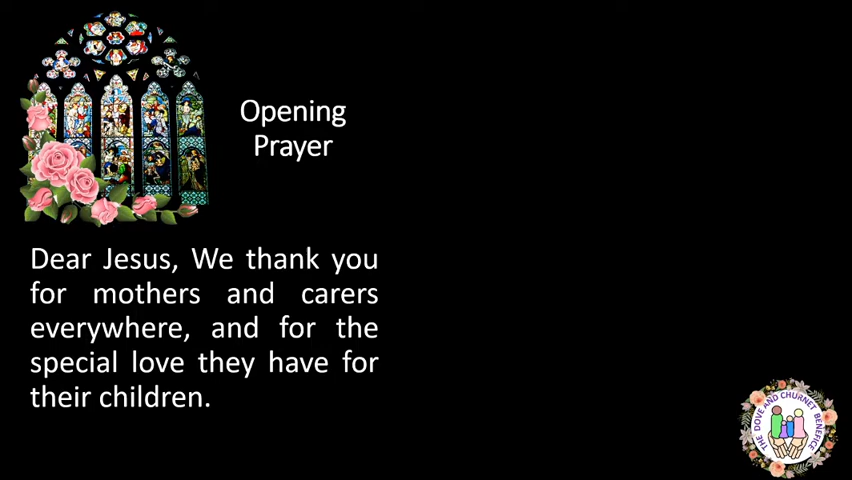 Opening
Prayer
Dear Jesus, We thank you
for mothers and carers
everywhere, and for the
special love they have for
their children.
THE DOVE AND CHURNET BENEFICE